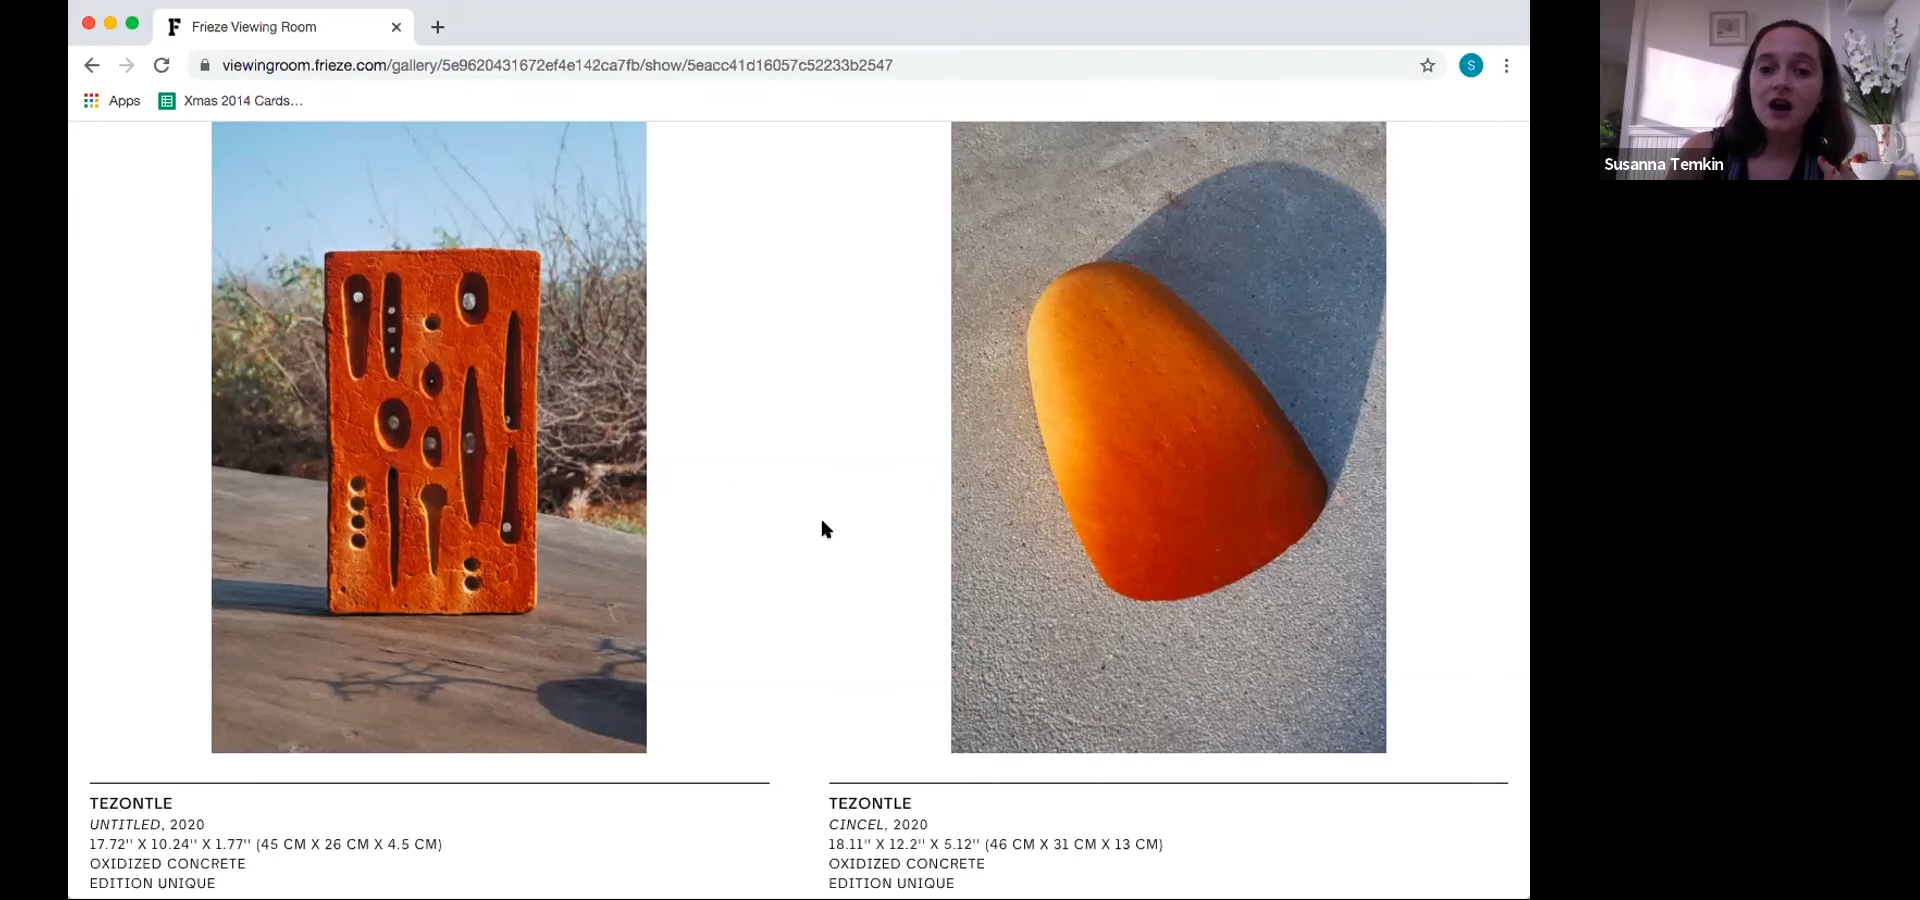 Frieze Viewing Room
viewingroom.frieze.com/gallery/5e9620431672ef4e142ca7fb/show/5eacc41d16057c52233b2547
S
Apps
Xmas 2014 Cards...
Susanna Temkin
TEZONTLE
UNTITLED, 2020
17.72'' X 10.24'' X 1.77'' (45 CM X 26 CM X 4.5 CM)
OXIDIZED CONCRETE
EDITION UNIQUE
TEZONTLE
CINCEL, 2020
18.11'' X 12.2'' X 5.12'' (46 CM X 31 CM X 13 CM)
OXIDIZED CONCRETE
EDITION UNIQUE